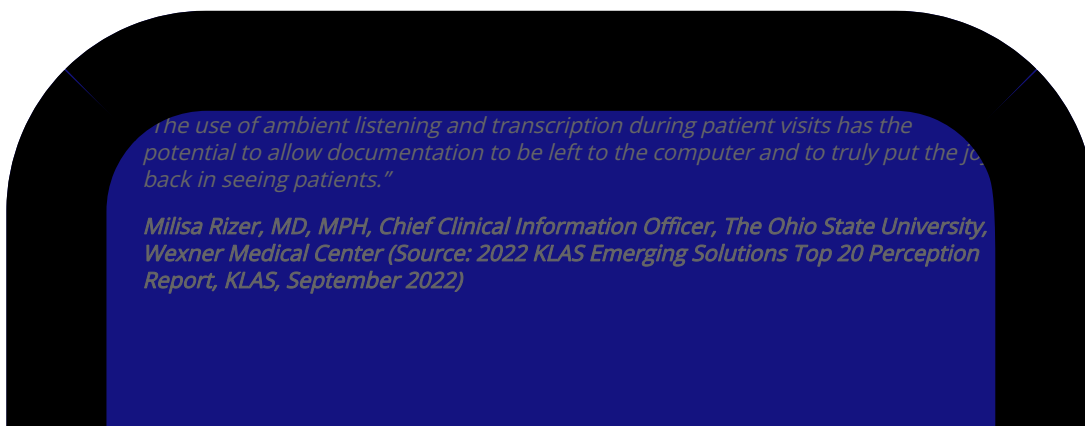 The use of ambient listening and transcription during patient visits has the
potential to allow documentation to be left to the computer and to truly put the joy
back in seeing patients.”
Milisa Rizer, MD, MPH, Chief Clinical Information Officer, The Ohio State University,
Wexner Medical Center (Source: 2022 KLAS Emerging Solutions Top 20 Perception
Report, KLAS, September 2022)